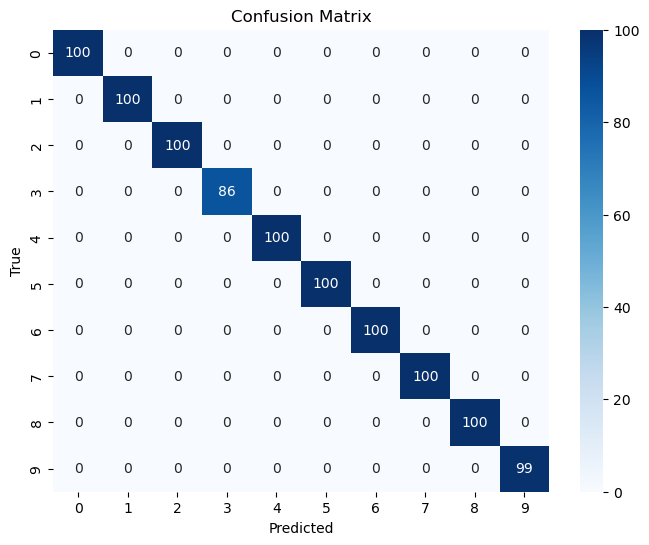 Confusion Matrix
0 100 0 0 0 0 0 0 0 0 0 100
1 0 100 0 0 0 0 0 0 0 0
2 0 0 100 0 0 0 0 0 0 0 80
3 0 0 0 86 0 0 0 0 0 0
4 0 0 0 0 100 0 0 0 0 0 60
True
5 0 0 0 0 0 100 0 0 0 0
6 0 0 0 0 0 0 100 0 0 0 40
7 0 0 0 0 0 0 0 100 0 0
8 0 0 0 0 0 0 0 0 100 0 20
9 0 0 0 0 0 0 0 0 0 99
0
0 1 2 3 4 5 6 7 8 9
Predicted